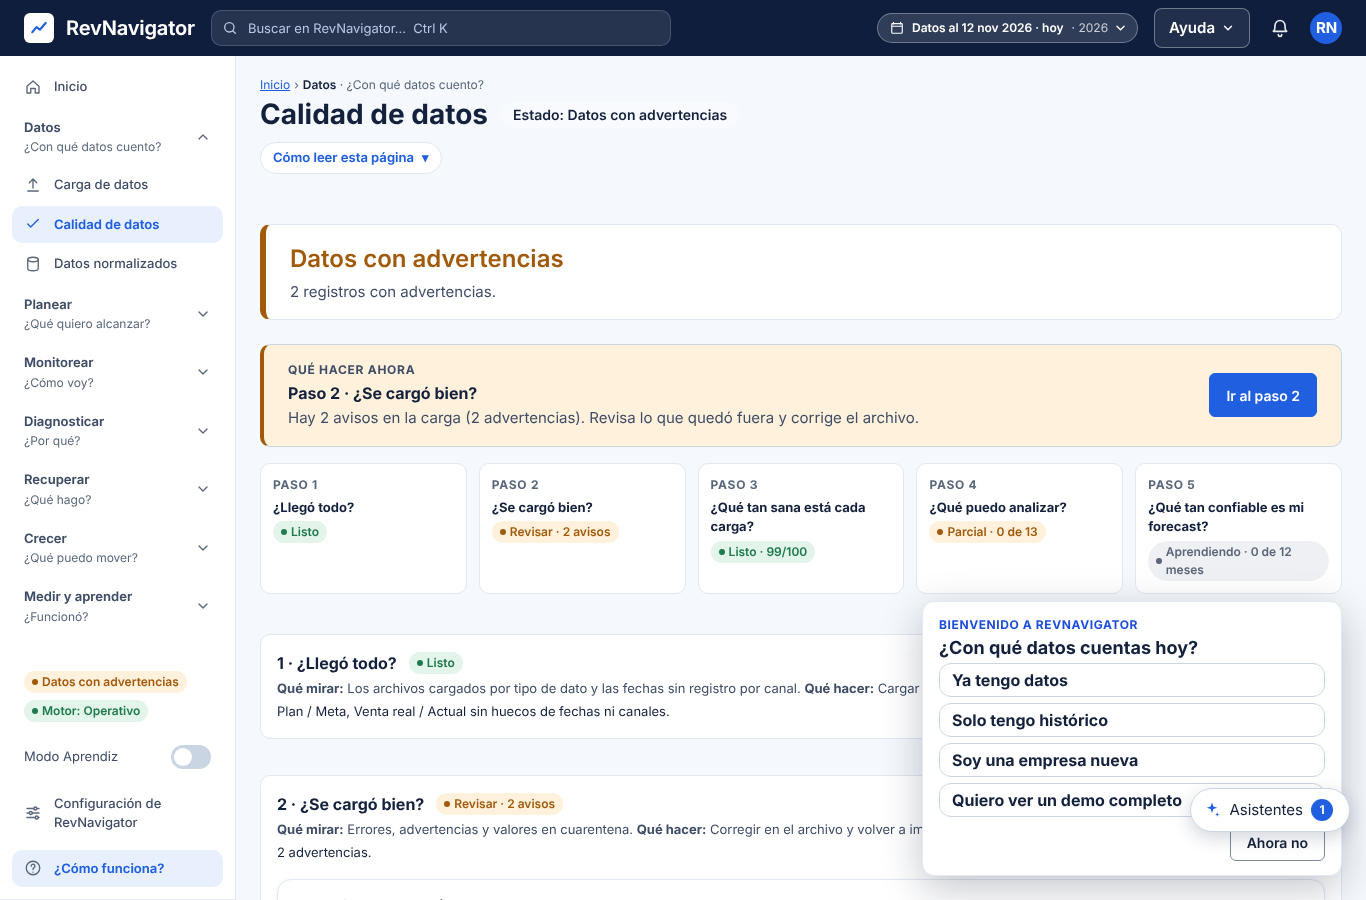 RevNavigator
Buscar en RevNavigator... Ctrl K
Datos al 12 nov 2026 · hoy · 2026
Ayuda
RN
Inicio
Datos
¿Con qué datos cuento?
Carga de datos
Calidad de datos
Datos normalizados
Planear
¿Qué quiero alcanzar?
Monitorear
¿Cómo voy?
Diagnosticar
¿Por qué?
Recuperar
¿Qué hago?
Crecer
¿Qué puedo mover?
Medir y aprender
¿Funcionó?
Datos con advertencias
Motor: Operativo
Modo Aprendiz
Configuración de
RevNavigator
¿Cómo funciona?
Inicio › Datos · ¿Con qué datos cuento?
Calidad de datos
Estado: Datos con advertencias
Cómo leer esta página ▼
Datos con advertencias
2 registros con advertencias.
QUÉ HACER AHORA
Paso 2 · ¿Se cargó bien?
Hay 2 avisos en la carga (2 advertencias). Revisa lo que quedó fuera y corrige el archivo.
Ir al paso 2
PASO 1
¿Llegó todo?
Listo
PASO 2
¿Se cargó bien?
Revisar · 2 avisos
PASO 3
¿Qué tan sana está cada
carga?
Listo · 99/100
PASO 4
¿Qué puedo analizar?
Parcial · 0 de 13
PASO 5
¿Qué tan confiable es mi
forecast?
Aprendiendo · 0 de 12
meses
1 · ¿Llegó todo?
Listo
Qué mirar: Los archivos cargados por tipo de dato y las fechas sin registro por canal. Qué hacer: Cargar
Plan / Meta, Venta real / Actual sin huecos de fechas ni canales.
2 · ¿Se cargó bien?
Revisar · 2 avisos
Qué mirar: Errores, advertencias y valores en cuarentena. Qué hacer: Corregir en el archivo y volver a
2 advertencias.
BIENVENIDO A REVNAVIGATOR
¿Con qué datos cuentas hoy?
Ya tengo datos
Solo tengo histórico
Soy una empresa nueva
Quiero ver un demo completo
Asistentes 1
Ahora no